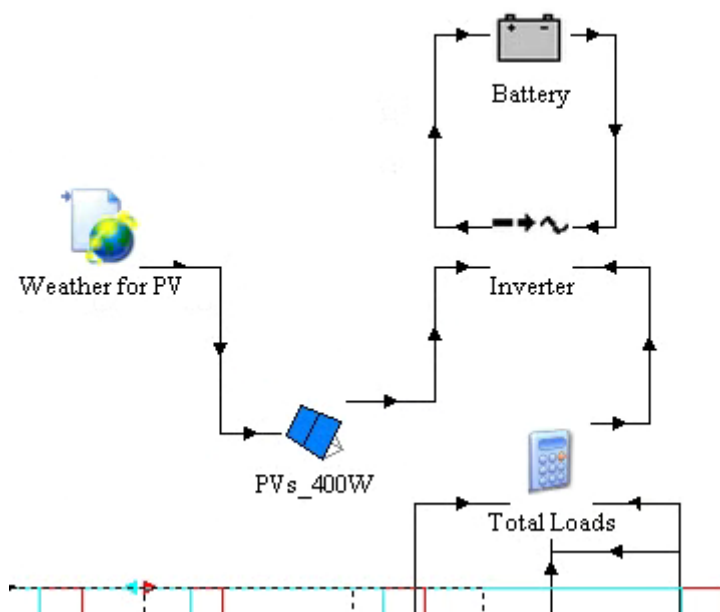 Battery
Weather for PV
Inverter
PVs_400W
Total Loads